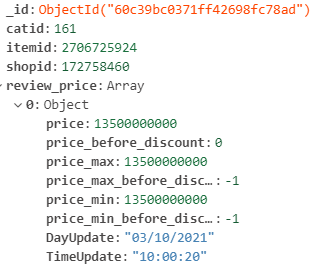 _id: ObjectId("60c39bc0371ff42698fc78ad")
catid: 161
itemid: 2706725924
shopid: 172758460
review_price: Array
0: Object
price: 13500000000
price_before_discount: 0
price_max: 13500000000
price_max_before_disc…: -1
price_min: 13500000000
price_min_before_disc…: -1
DayUpdate: "03/10/2021"
TimeUpdate: "10:00:20"